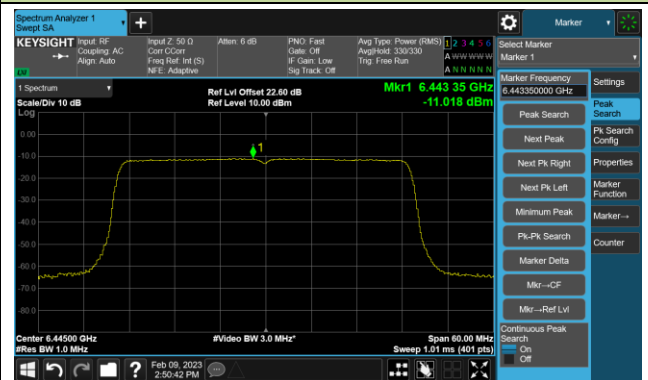 Spectrum Analyzer 1
Swept SA
Marker
KEYSIGHT
Input: RF
Coupling: AC
Align: Auto
Input Z: 50 Ω
Corr CCorr
Freq Ref: Int (S)
NFE: Adaptive
Atten: 6 dB
PNO: Fast
Gate: Off
IF Gain: Low
Sig Track: Off
Avg Type: Power (RMS)
Avg|Hold: 330/330
Trig: Free Run
1 2 3 4 5 6
A W W W W W
A N N N N N
LXI
Select Marker
Marker 1
1 Spectrum
Scale/Div 10 dB
Log
Ref Lvl Offset 22.60 dB
Ref Level 10.00 dBm
Mkr1 6.443 35 GHz
-11.018 dBm
Marker Frequency
6.443350000 GHz
Settings
Peak Search
Peak
Search
Next Peak
Pk Search
Config
Next Pk Right
Properties
Next Pk Left
Marker
Function
Minimum Peak
Marker→
Pk-Pk Search
Counter
Marker Delta
Mkr→CF
Mkr→Ref Lvl
Continuous Peak
Search
On
Off
1
0.00
-10.0
-20.0
-30.0
-40.0
-50.0
-60.0
-70.0
-80.0
Center 6.44500 GHz
#Res BW 1.0 MHz
#Video BW 3.0 MHz*
Span 60.00 MHz
Sweep 1.01 ms (401 pts)
Feb 09, 2023
2:50:42 PM